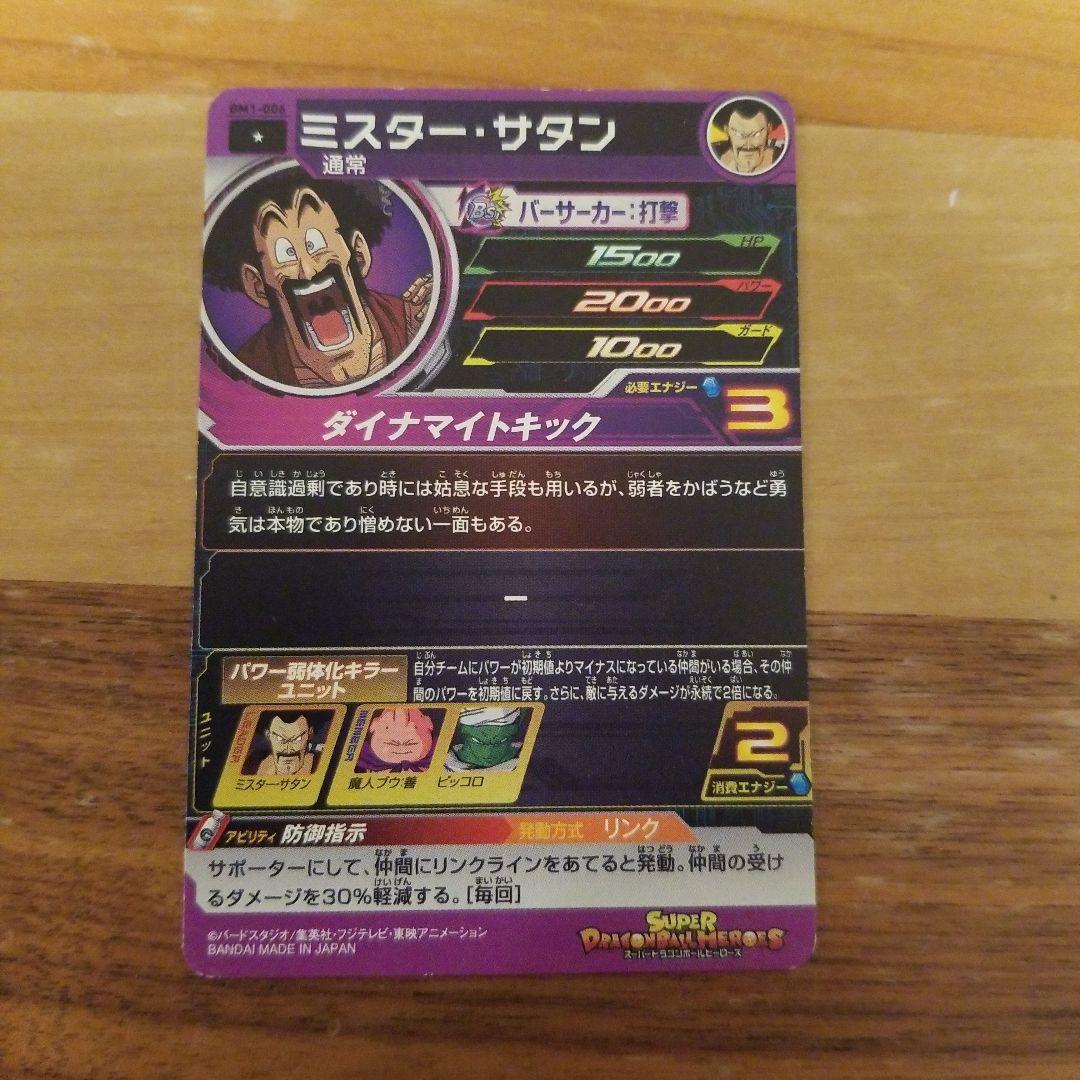 BM1-006
ミスター・サタン
通常
BS バーサーカー:打撃
HP
1500
パワー
2000
ガード
1000
必要エナジー 3
ダイナマイトキック
自意識過剰であり時には姑息な手段も用いるが、弱者をかばうなど勇
気は本物であり憎めない一面もある。
ー
パワー弱体化キラー
ユニット
自分チームにパワーが初期値よりマイナスになっている仲間がいる場合、その仲
間のパワーを初期値に戻す。さらに、敵に与えるダメージが永続で2倍になる。
ユニット
LEADER
ミスター・サタン
MEMBER
魔人ブウ:善
ピッコロ
2
消費エナジー
アビリティ 防御指示 発動方式 リンク
サポーターにして、仲間にリンクラインをあてると発動。仲間の受け
るダメージを30%軽減する。[毎回]
©バードスタジオ/集英社・フジテレビ・東映アニメーション
BANDAI MADE IN JAPAN
SUPER
DRAGONBALL HEROES
スーパードラゴンボールヒーローズ